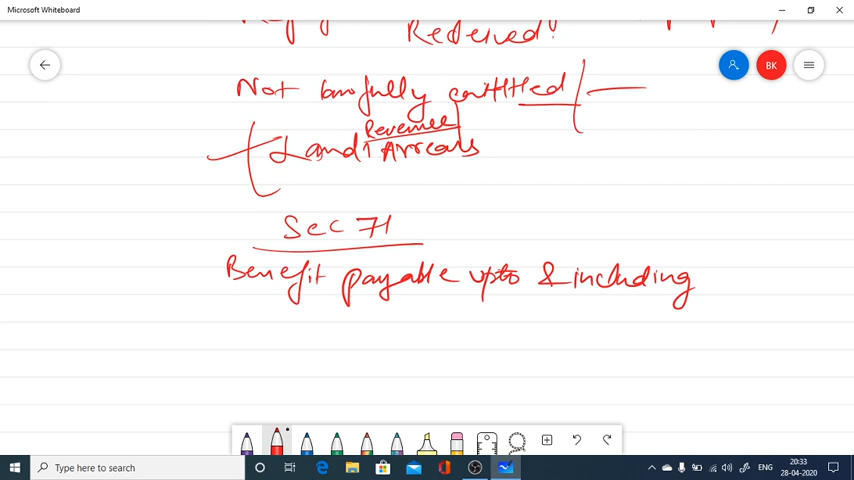 Microsoft Whiteboard
Received!
BK
Not lawfully entitled
Revenue
Land Arrears
Sec 71
Benefit payable upto & including
Type here to search
ENG
20:33
28-04-2020